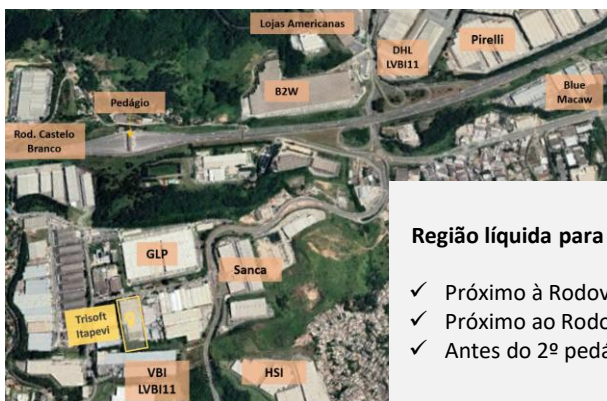 Lojas Americanas
DHL
LVBI11
Pirelli
B2W
Blue
Macaw
Pedágio
Rod. Castelo
Branco
GLP
Sanca
Trisoft
Itapevi
VBI
LVBI11
HSI
Região líquida para
✓ Próximo à Rodov
✓ Próximo ao Rodo
✓ Antes do 2º pedá